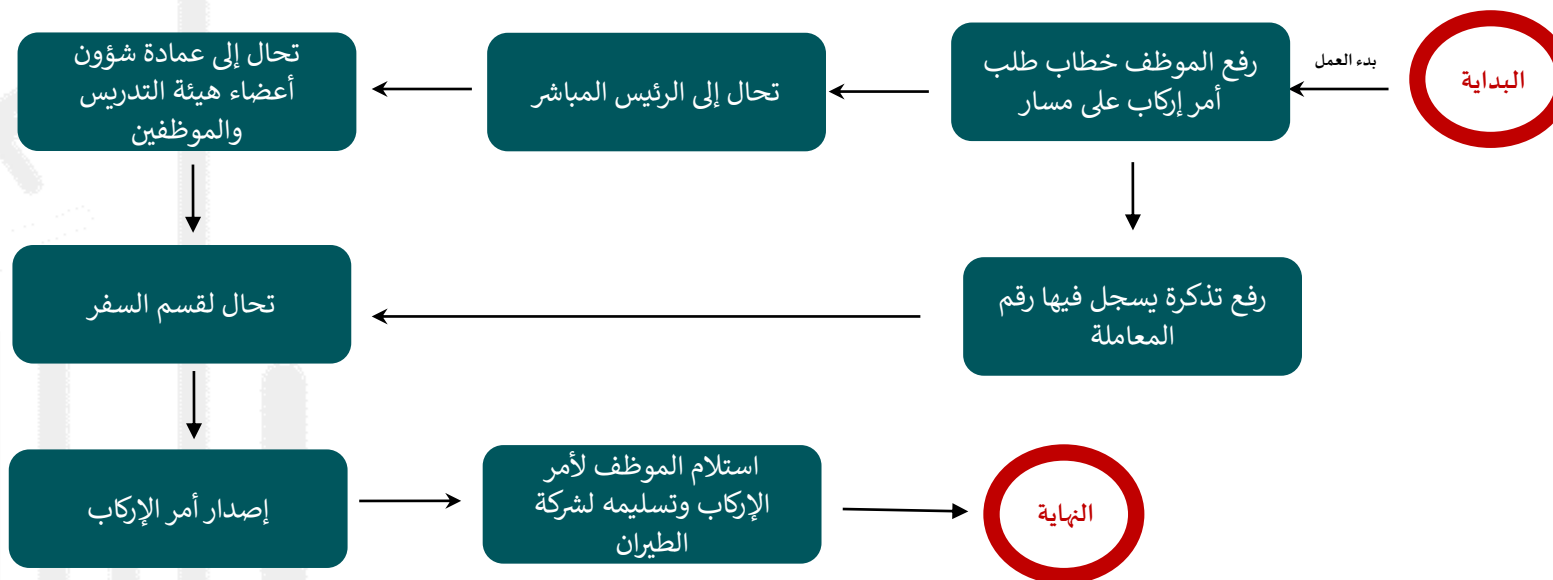 البداية
بدء العمل
رفع الموظف خطاب طلب
أمر إركاب على مسار
تحال إلى الرئيس المباشر
تحال إلى عمادة شؤون
أعضاء هيئة التدريس
والموظفين
رفع تذكرة يسجل فيها رقم
المعاملة
تحال لقسم السفر
إصدار أمر الإركاب
استلام الموظف لأمر
الإركاب وتسليمه لشركة
الطيران
النهاية